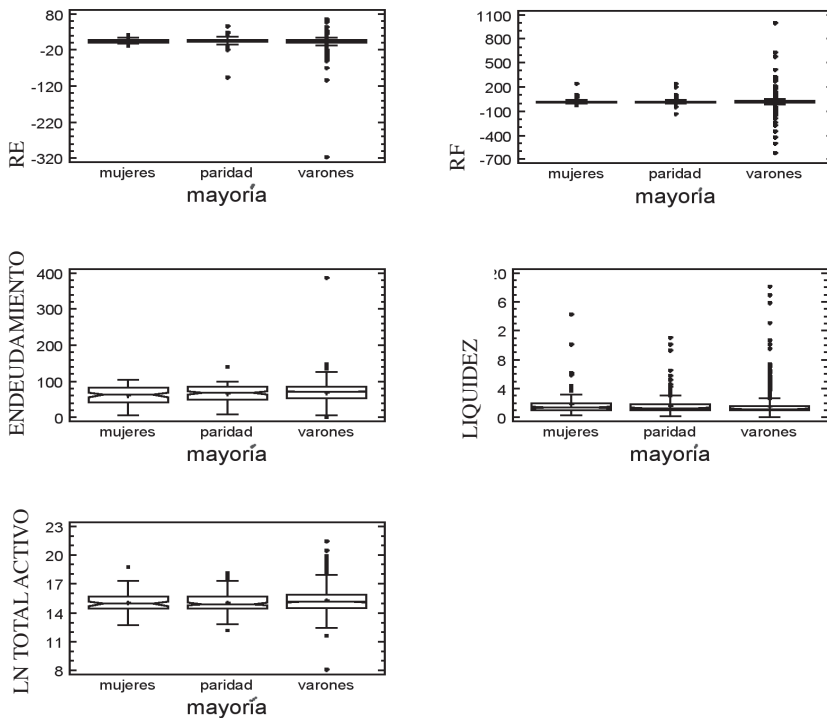 80
-20
-120
-220
-320
RE
mujeres paridad varones
mayoría
1100
800
500
200
-100
-400
-700
RF
mujeres paridad varones
mayoría
400
300
200
100
0
ENDEUDAMIENTO
mujeres paridad varones
mayoría
20
6
2
8
4
0
LIQUIDEZ
mujeres paridad varones
mayoría
23
20
17
14
11
8
LN TOTAL ACTIVO
mujeres paridad varones
mayoría